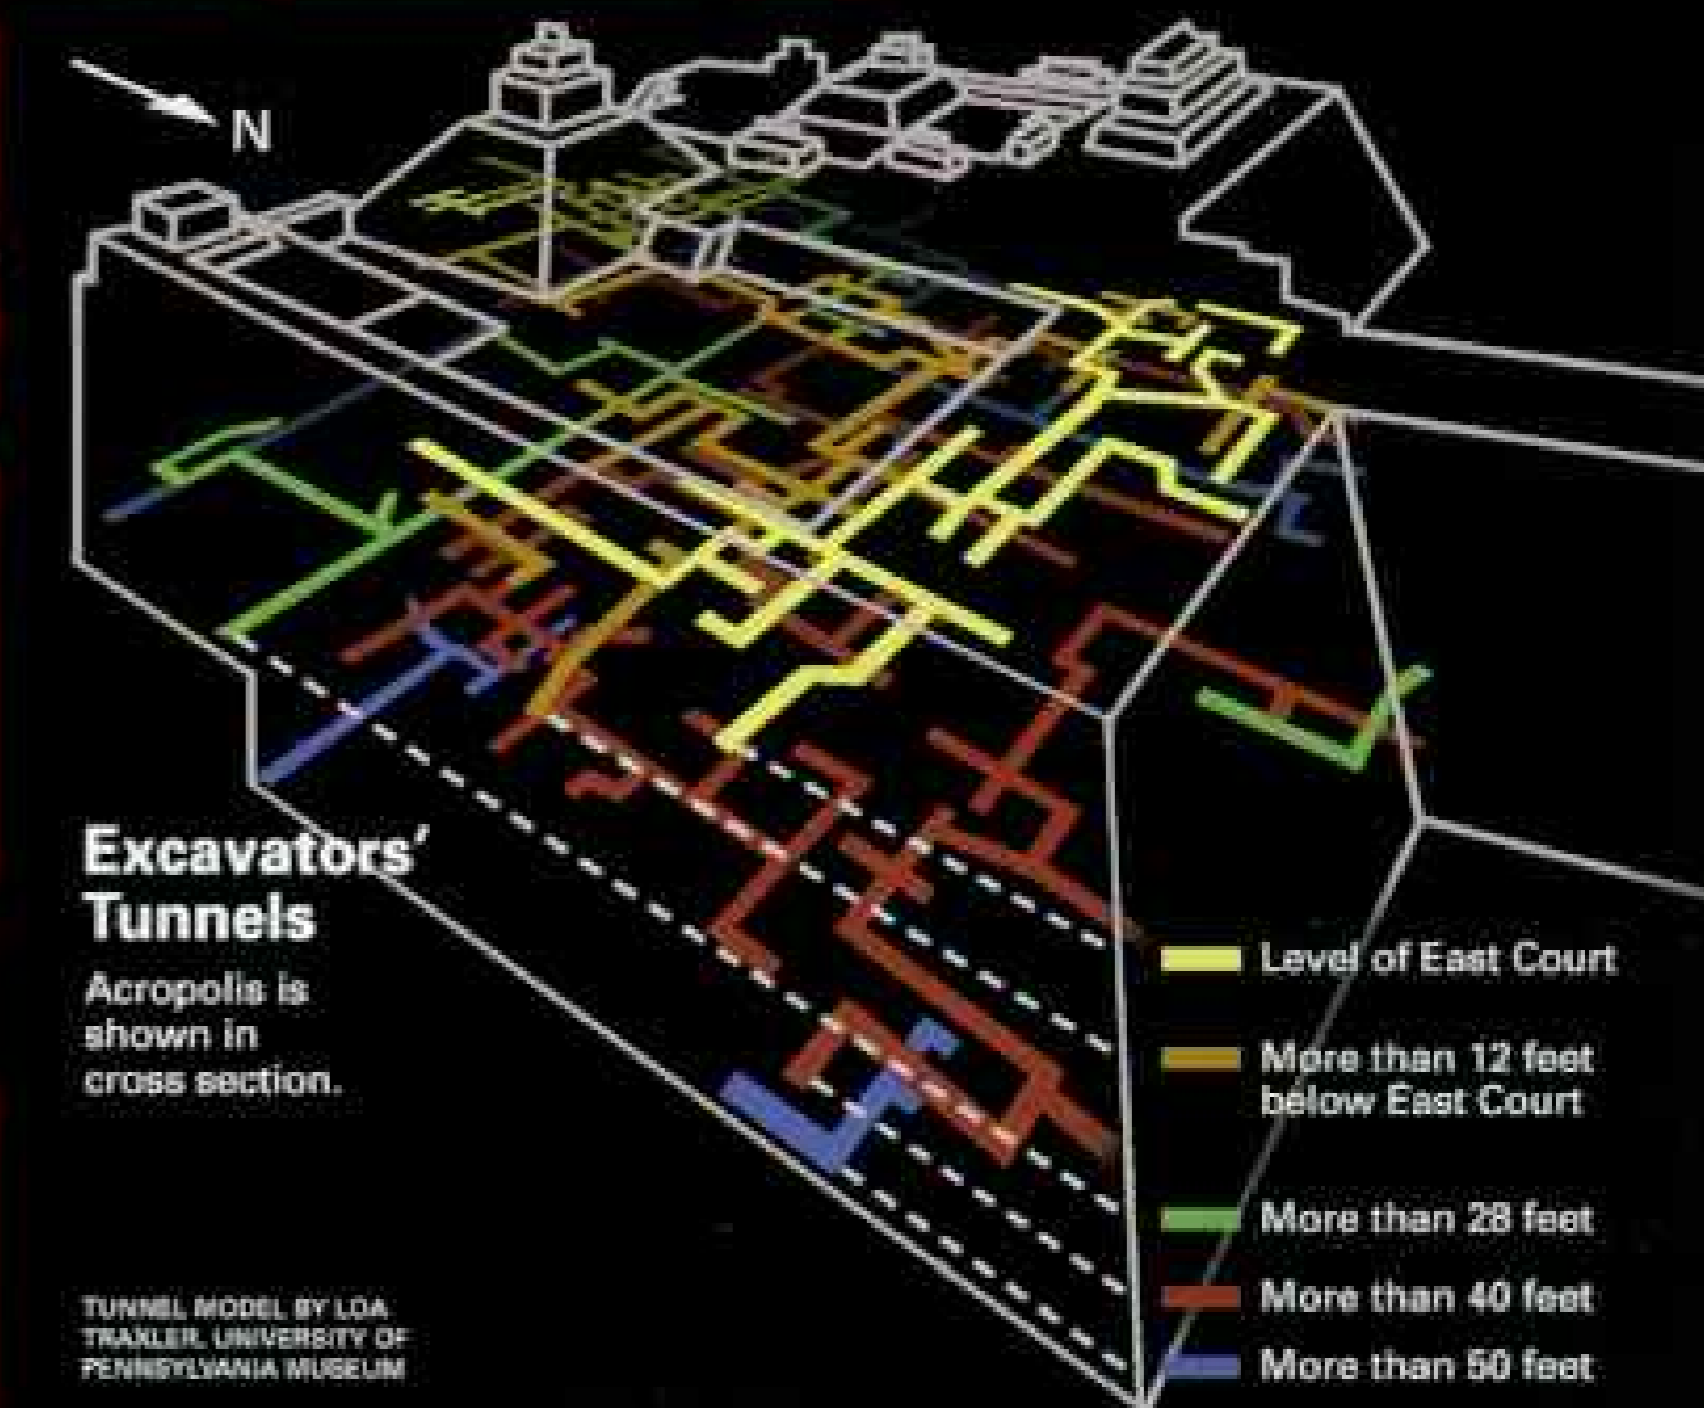 N
Excavators'
Tunnels
Acropolis is
shown in
cross section.
Level of East Court
More than 12 feet
below East Court
More than 28 feet
More than 40 feet
More than 50 feet
TUNNEL MODEL BY LOA
TRAXLER, UNIVERSITY OF
PENNSYLVANIA MUSEUM